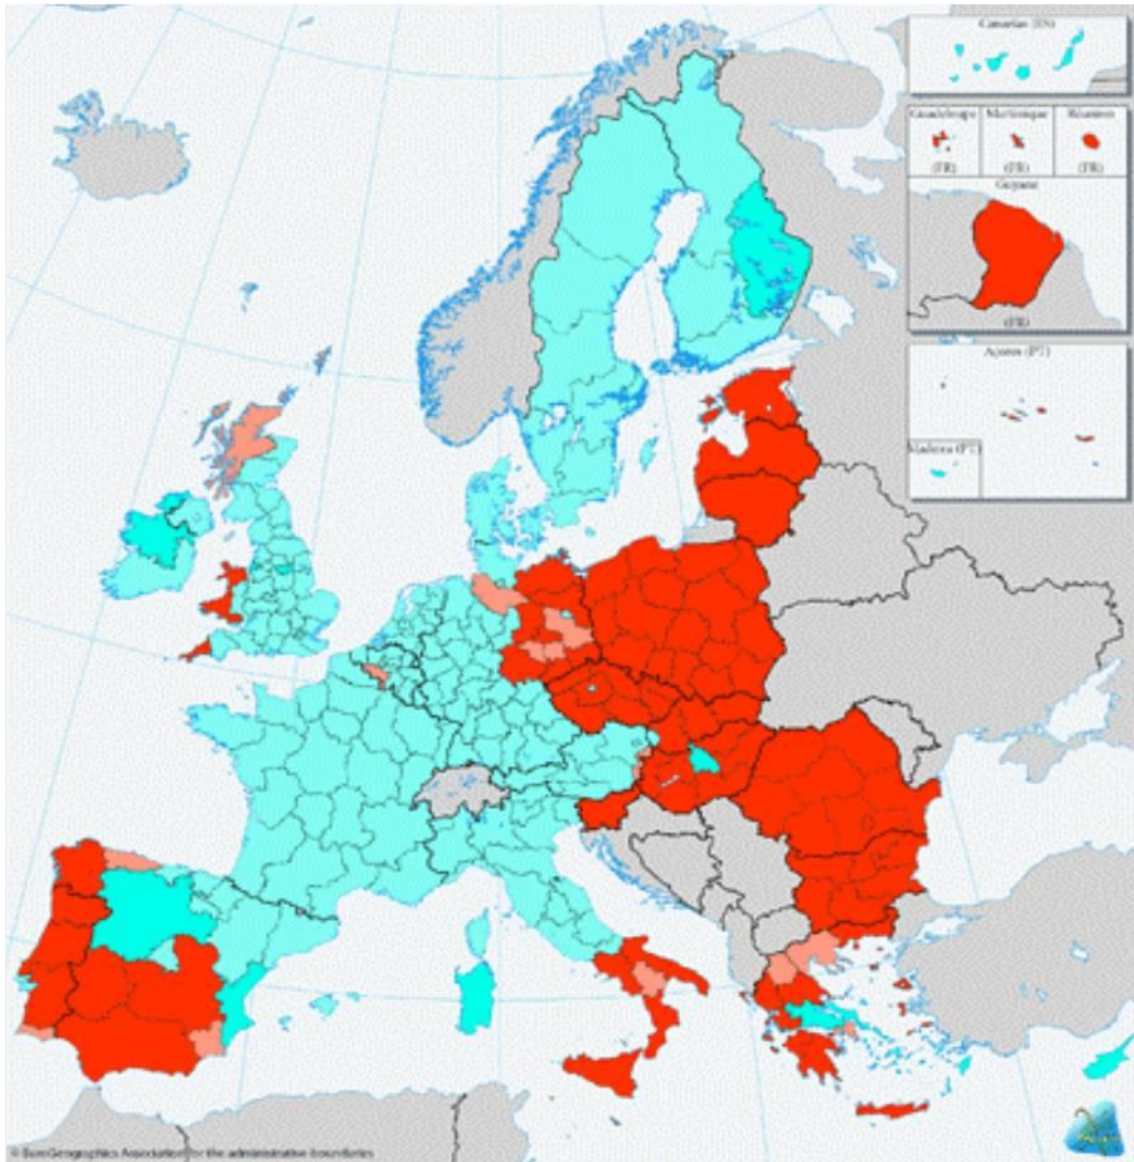 Canarias (ES)
Guadeloupe Martinique Réunion
(FR) (FR) (FR)
Guyane
(FR)
Açores (PT)
Madeira (PT)
© EuroGeographics Association for the administrative boundaries